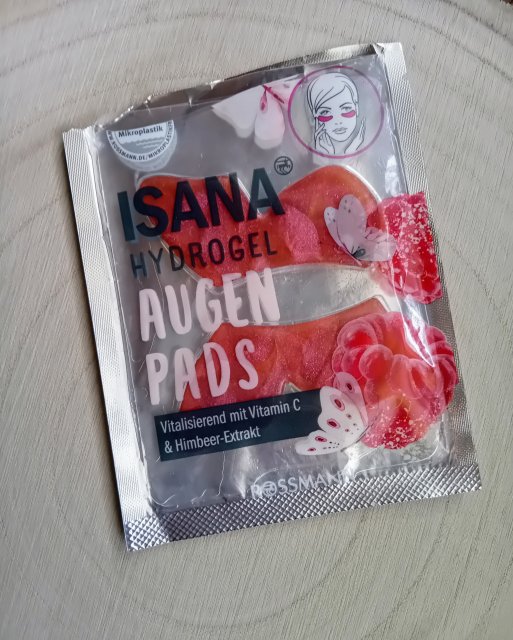 Mikroplastik
ISANA
HYDROGEL
AUGEN
PADS
Vitalisierend mit Vitamin C
& Himbeer-Extrakt
ROSSMANN